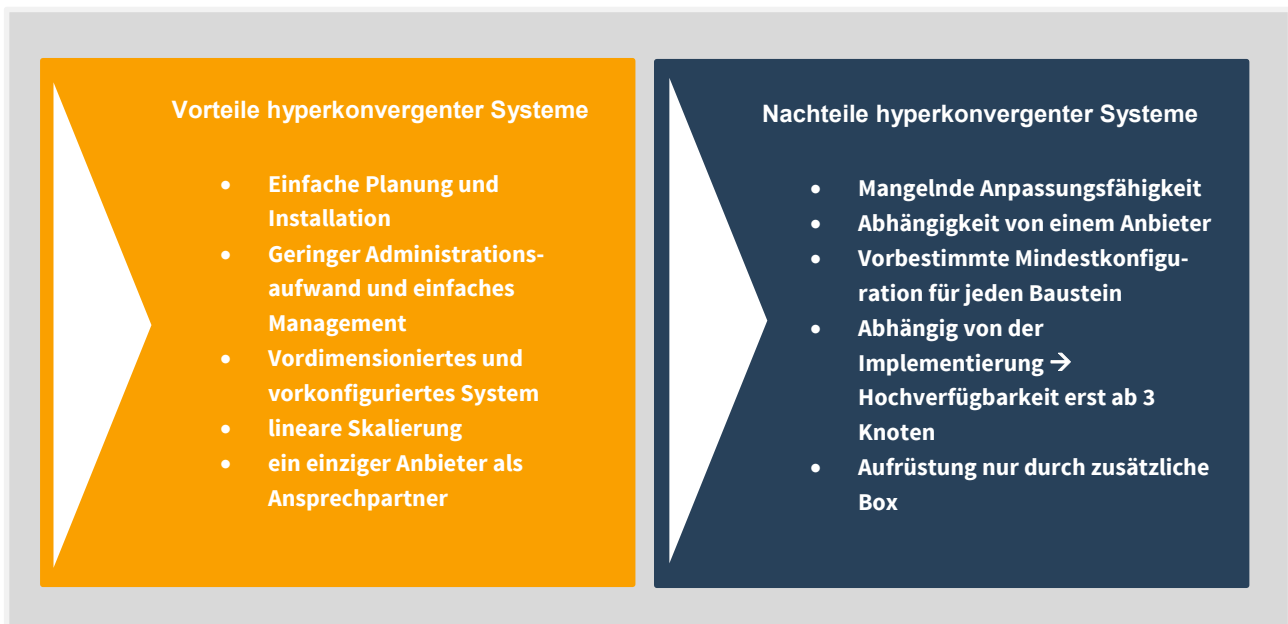 Vorteile hyperkonvergenter Systeme
• Einfache Planung und
Installation
• Geringer Administrations-
aufwand und einfaches
Management
• Vordimensioniertes und
vorkonfiguriertes System
• lineare Skalierung
• ein einziger Anbieter als
Ansprechpartner
Nachteile hyperkonvergenter Systeme
• Mangelnde Anpassungsfähigkeit
• Abhängigkeit von einem Anbieter
• Vorbestimmte Mindestkonfigu-
ration für jeden Baustein
• Abhängig von der
Implementierung →
Hochverfügbarkeit erst ab 3
Knoten
• Aufrüstung nur durch zusätzliche
Box